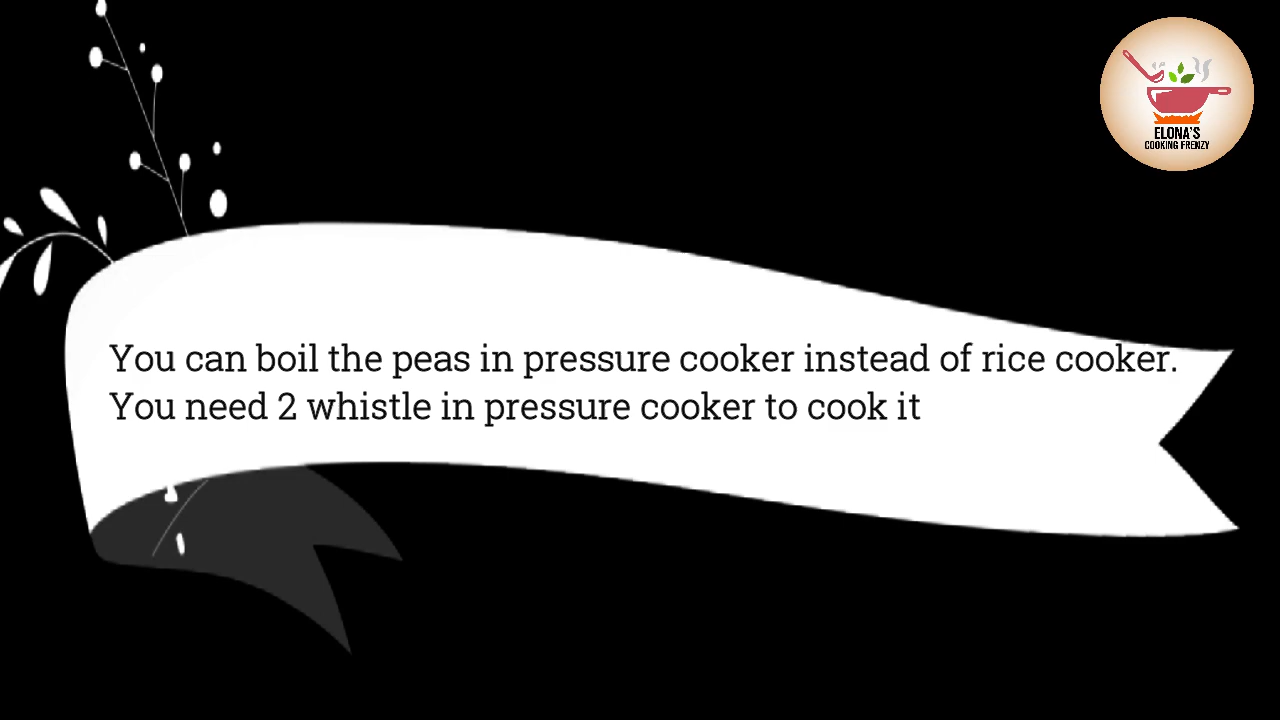 ELONA'S
COOKING FRENZY
You can boil the peas in pressure cooker instead of rice cooker.
You need 2 whistle in pressure cooker to cook it